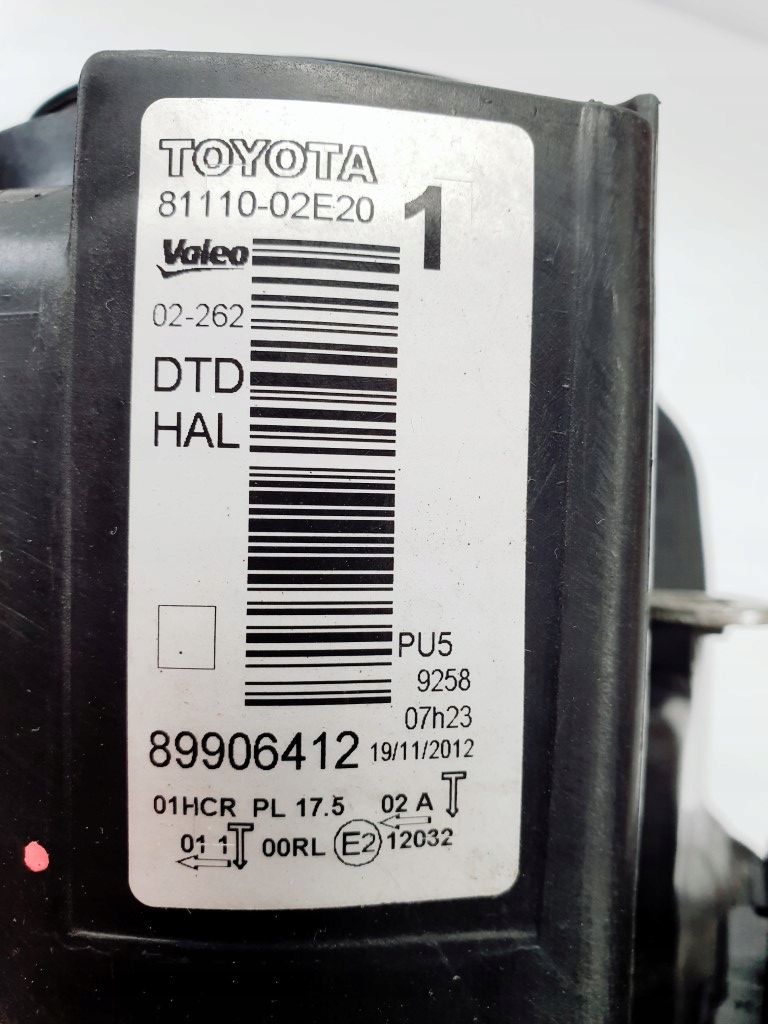 TOYOTA
81110-02E20
1
Valeo
02-262
DTD
HAL
PU5
9258
07h23
89906412 19/11/2012
01HCR PL 17.5 02 A
01 1 00RL E2 12032